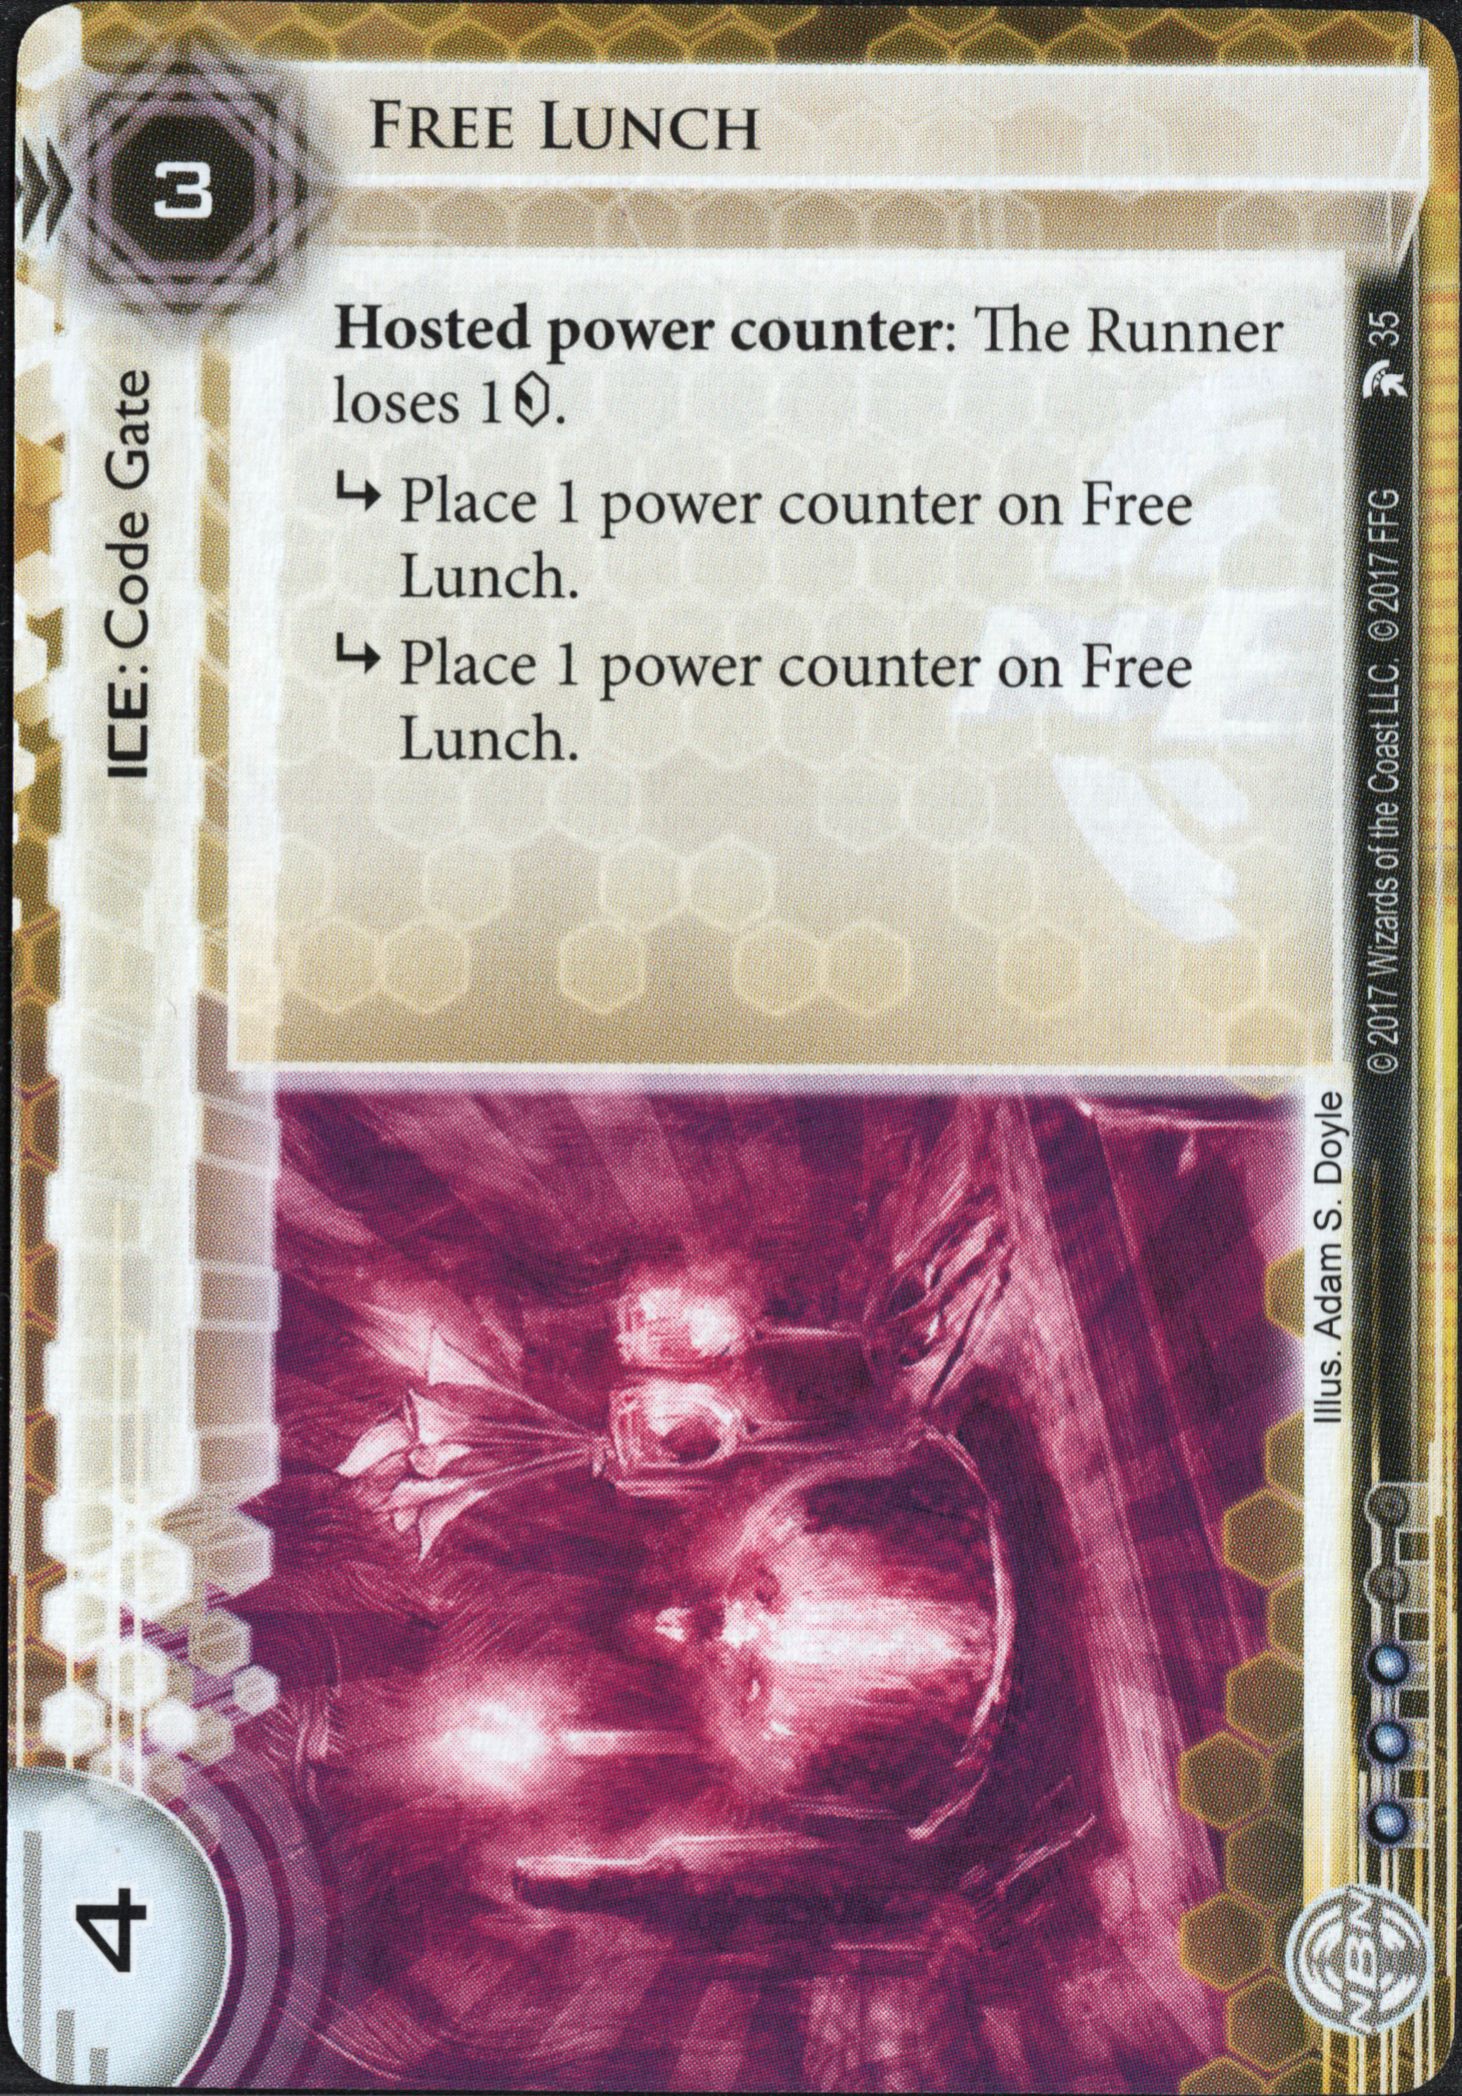 3
FREE LUNCH
ICE: Code Gate
Hosted power counter: The Runner
loses 1.
↳ Place 1 power counter on Free
Lunch.
↳ Place 1 power counter on Free
Lunch.
35
© 2017 Wizards of the Coast LLC. © 2017 FFG
Illus. Adam S. Doyle
4
NBN